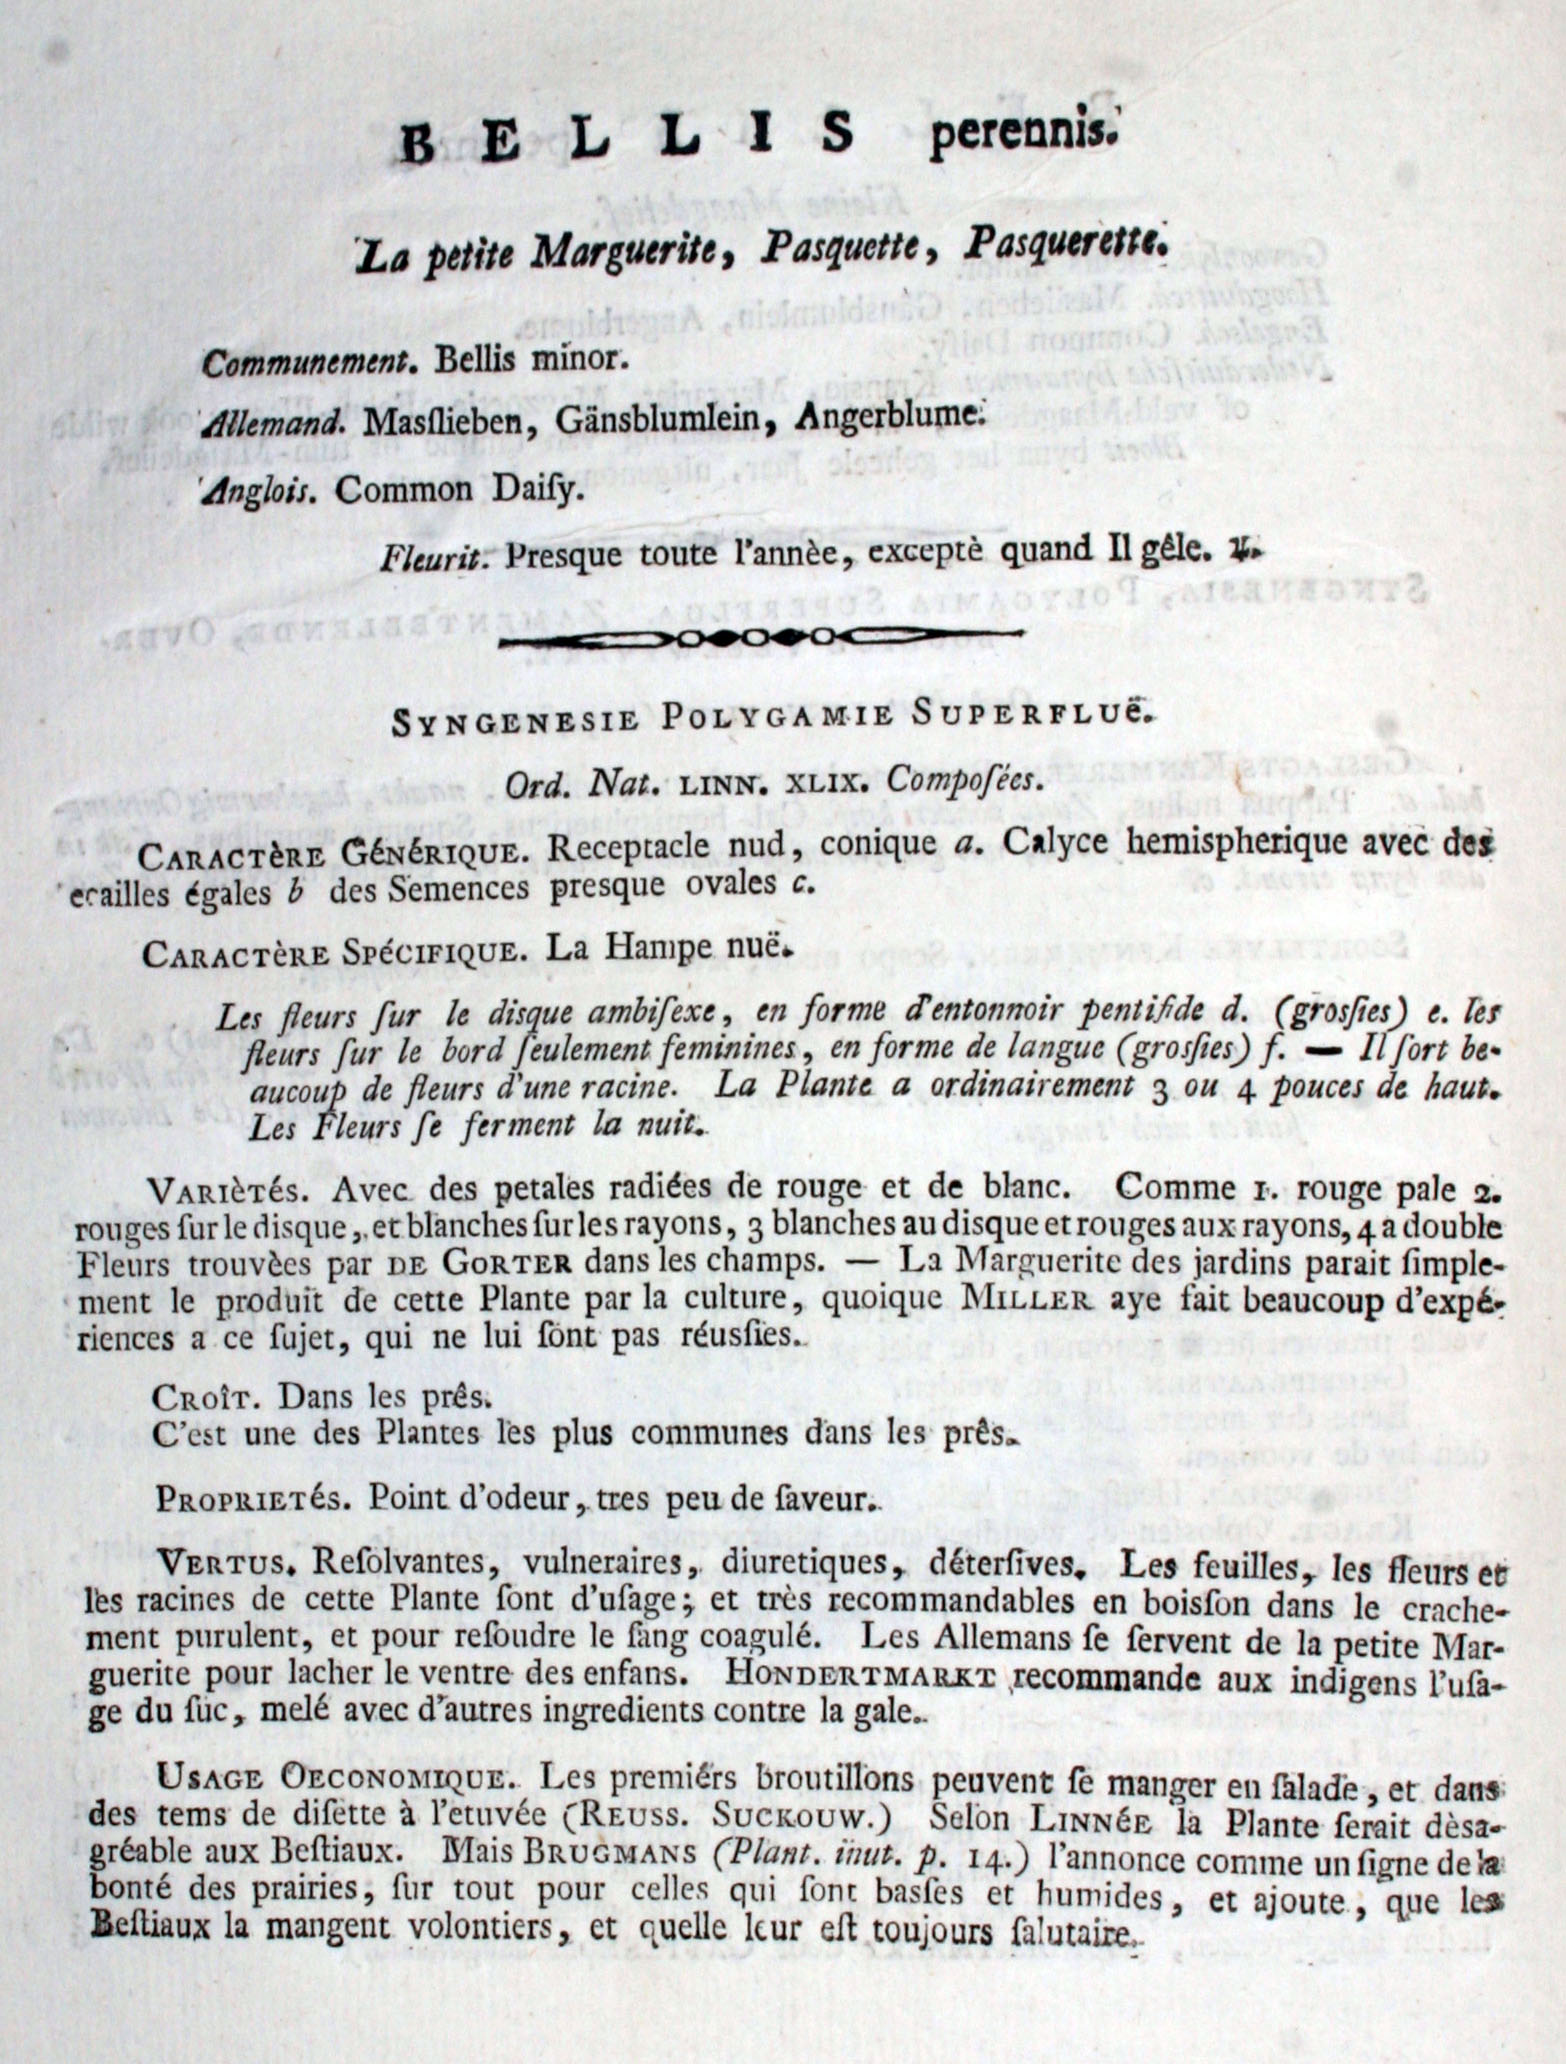 BELLIS perennis.
La petite Marguerite, Pasquette, Pasquerette.
Communement. Bellis minor.
Allemand. Masſlieben, Gänsblumlein, Angerblume.
Anglois. Common Daiſy.
Fleurit. Presque toute l'annèe, exceptè quand Il gêle. ♃.
SYNGENESIE POLYGAMIE SUPERFLUë.
Ord. Nat. LINN. XLIX. Compoſées.
CARACTèRE GéNéRIQUE. Receptacle nud, conique a. Calyce hemispherique avec des
ecailles égales b des Semences presque ovales c.
CARACTèRE SPéCIFIQUE. La Hampe nuë.
Les fleurs ſur le disque ambiſexe, en forme d'entonnoir pentifide d. (grosſies) e. les
fleurs ſur le bord ſeulement feminines, en forme de langue (grosſies) f. — Il ſort be-
aucoup de fleurs d'une racine. La Plante a ordinairement 3 ou 4 pouces de haut.
Les Fleurs ſe ferment la nuit.
VARIèTéS. Avec des petales radiées de rouge et de blanc. Comme 1. rouge pale 2.
rouges ſur le disque, et blanches ſur les rayons, 3 blanches au disque et rouges aux rayons, 4 a double
Fleurs trouvèes par DE GORTER dans les champs. — La Marguerite des jardins parait ſimple-
ment le produit de cette Plante par la culture, quoique MILLER aye fait beaucoup d'expé-
riences a ce ſujet, qui ne lui ſont pas réusſies.
CROîT. Dans les prês.
C'est une des Plantes les plus communes dans les prês.
PROPRIETéS. Point d'odeur, tres peu de ſaveur.
VERTUS. Reſolvantes, vulneraires, diuretiques, déterſives. Les feuilles, les fleurs et
les racines de cette Plante ſont d'uſage; et très recommandables en boisſon dans le crache-
ment purulent, et pour reſoudre le ſang coagulé. Les Allemans ſe ſervent de la petite Mar-
guerite pour lacher le ventre des enfans. HONDERTMARKT recommande aux indigens l'uſa-
ge du ſuc, melé avec d'autres ingredients contre la gale.
USAGE OECONOMIQUE. Les premiérs broutillons peuvent ſe manger en ſalade, et dans
des tems de diſette à l'etuvée (REUSS. SUCKOUW.) Selon LINNéE la Plante ſerait dèsa-
gréable aux Beſtiaux. Mais BRUGMANS (Plant. inut. p. 14.) l'annonce comme un ſigne de la
bonté des prairies, ſur tout pour celles qui ſont basſes et humides, et ajoute, que les
Beſtiaux la mangent volontiers, et quelle leur eſt toujours ſalutaire.